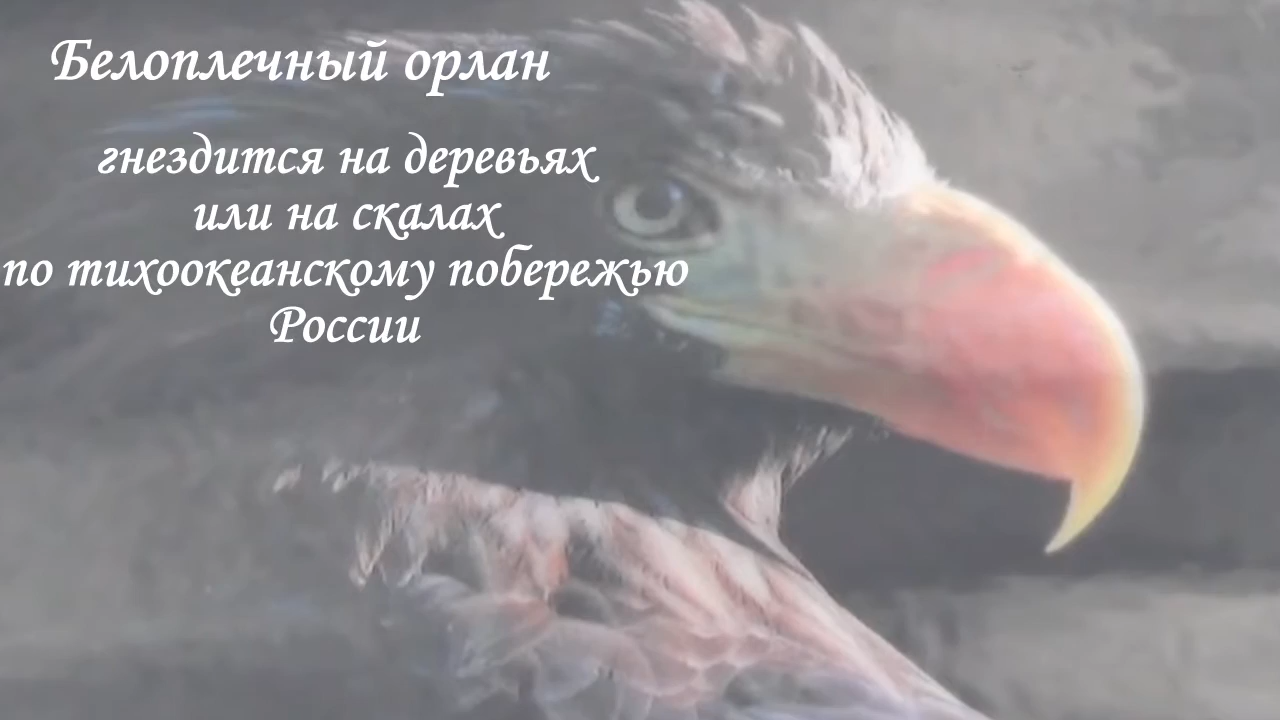 Белоплечный орлан
гнездится на деревьях
или на скалах
по тихоокеанскому побережью
России